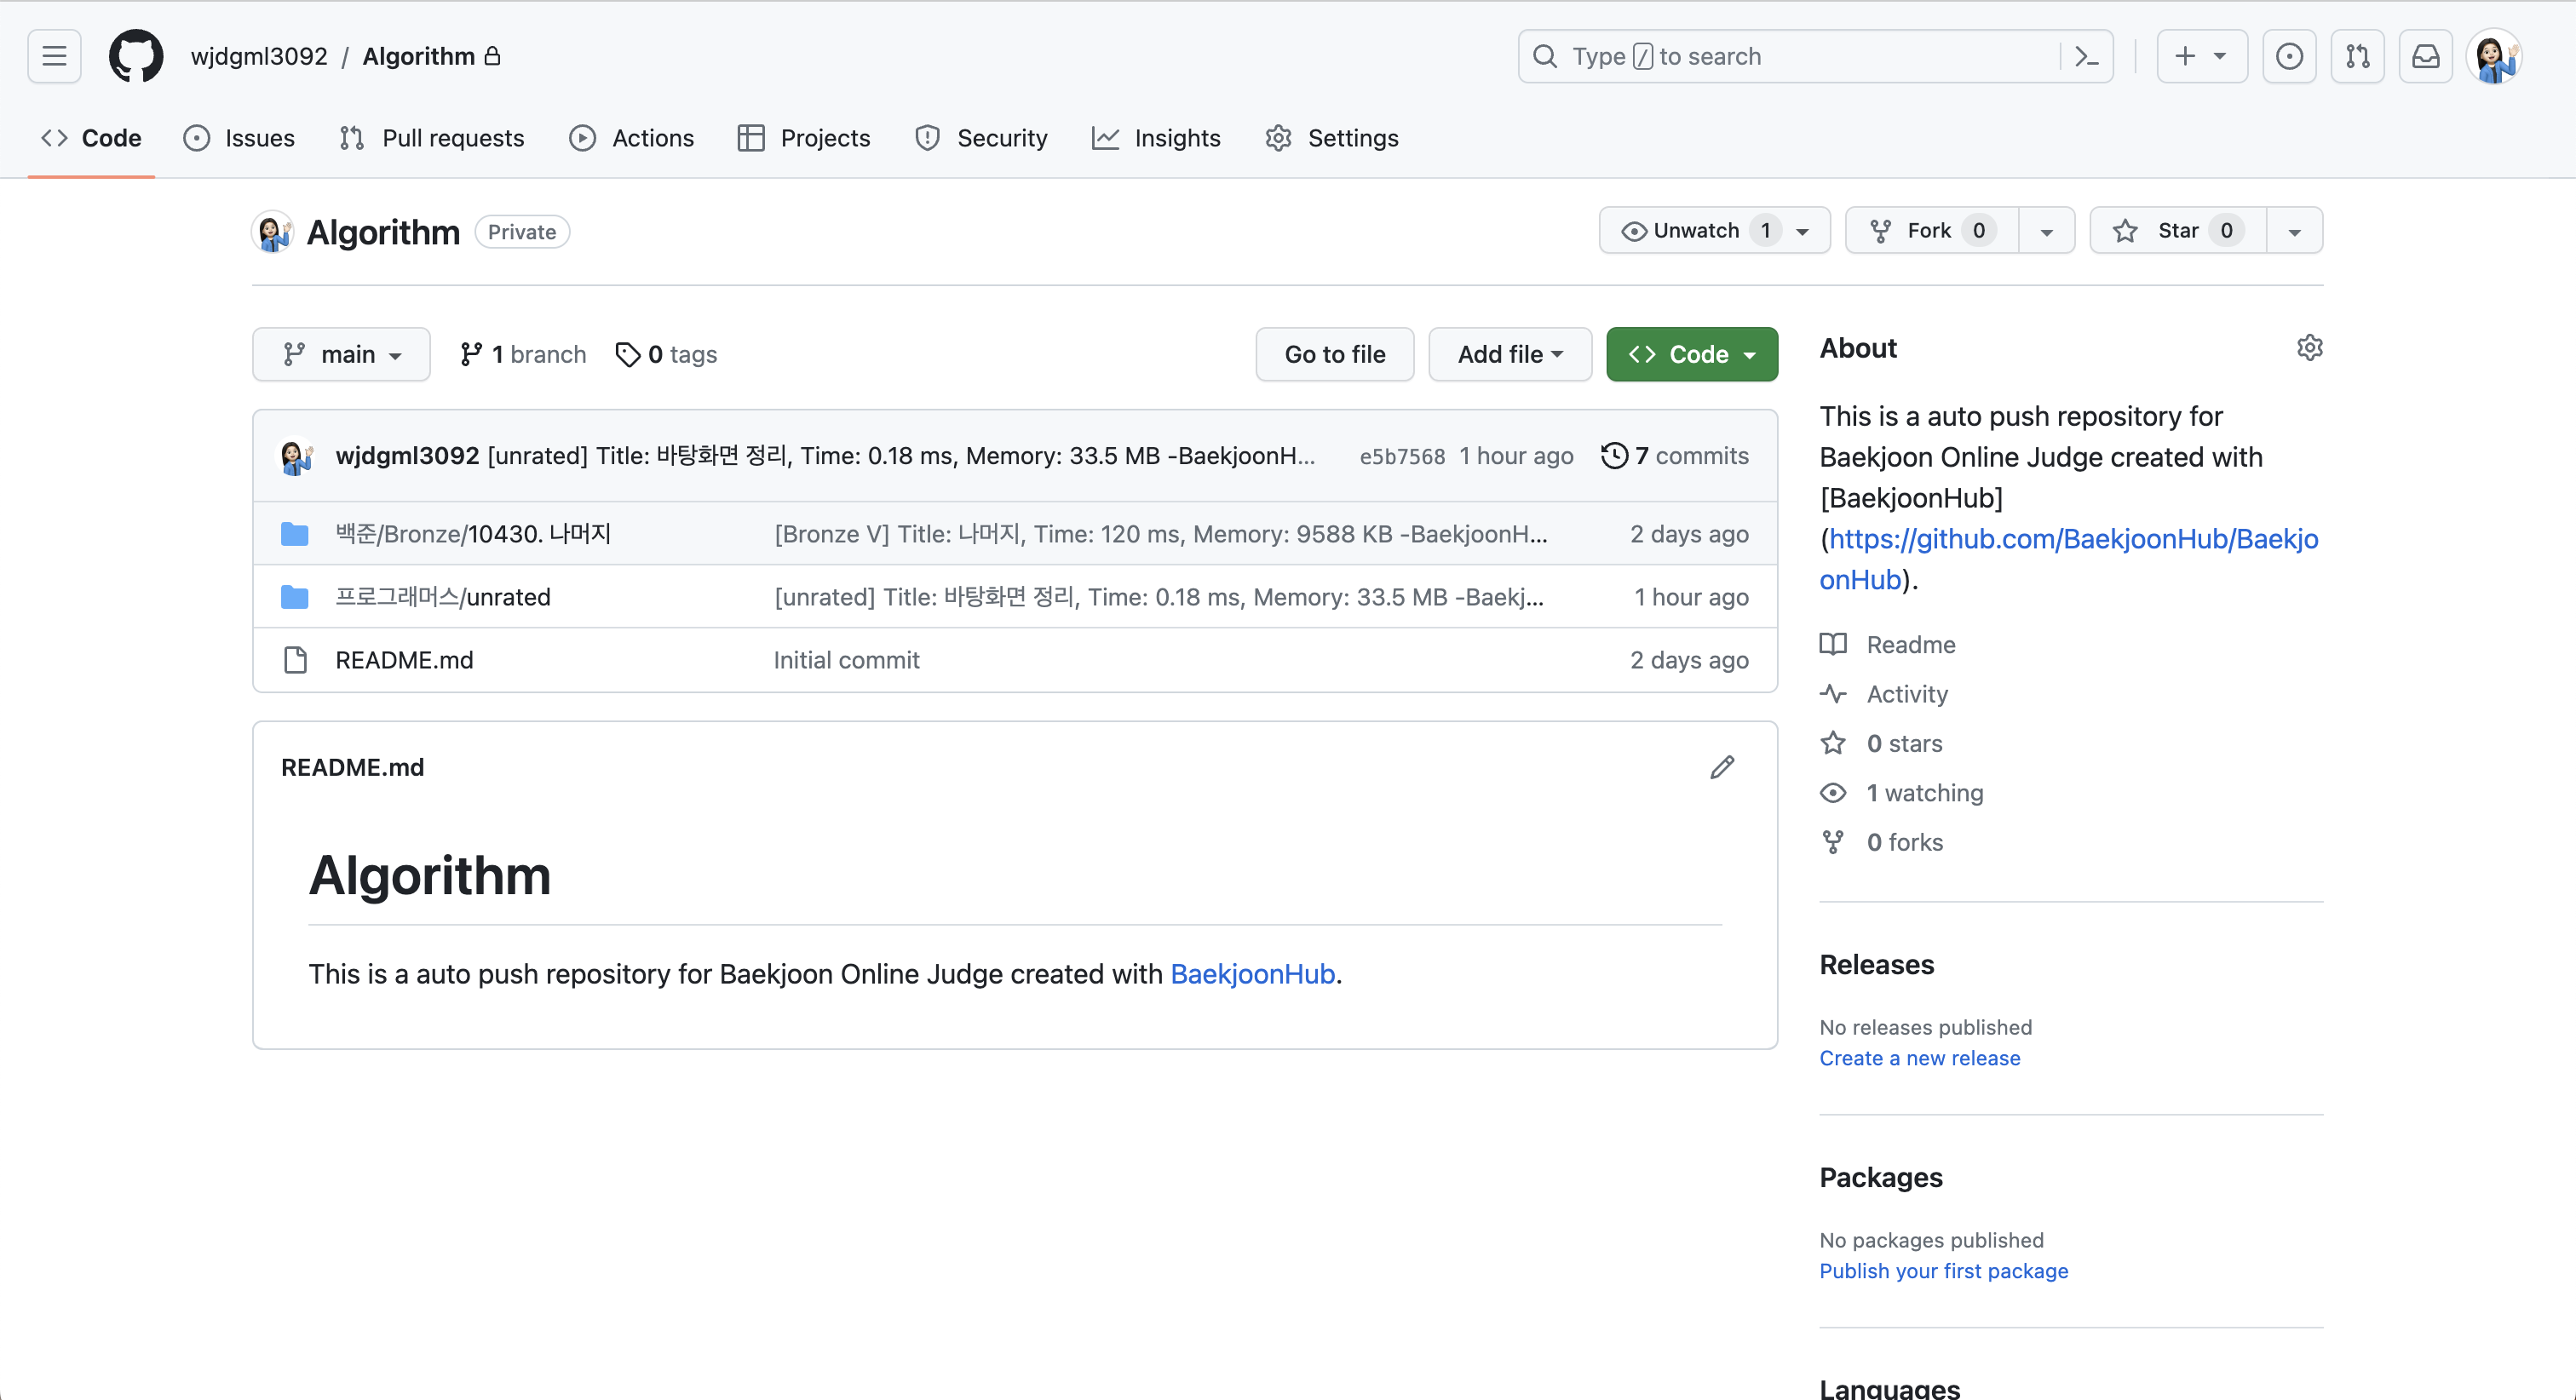 wjdgml3092 / Algorithm
Type / to search
Code Issues Pull requests Actions Projects Security Insights Settings
Algorithm Private
Unwatch 1 Fork 0 Star 0
main 1 branch 0 tags
Go to file Add file Code
wjdgml3092 [unrated] Title: 바탕화면 정리, Time: 0.18 ms, Memory: 33.5 MB -BaekjoonH... e5b7568 1 hour ago 7 commits
백준/Bronze/10430. 나머지 [Bronze V] Title: 나머지, Time: 120 ms, Memory: 9588 KB -BaekjoonH... 2 days ago
프로그래머스/unrated [unrated] Title: 바탕화면 정리, Time: 0.18 ms, Memory: 33.5 MB -Baekj... 1 hour ago
README.md Initial commit 2 days ago
README.md
Algorithm
This is a auto push repository for Baekjoon Online Judge created with BaekjoonHub.
About
This is a auto push repository for
Baekjoon Online Judge created with
[BaekjoonHub]
(https://github.com/BaekjoonHub/Baekjo
onHub).
Readme
Activity
0 stars
1 watching
0 forks
Releases
No releases published
Create a new release
Packages
No packages published
Publish your first package
Languages